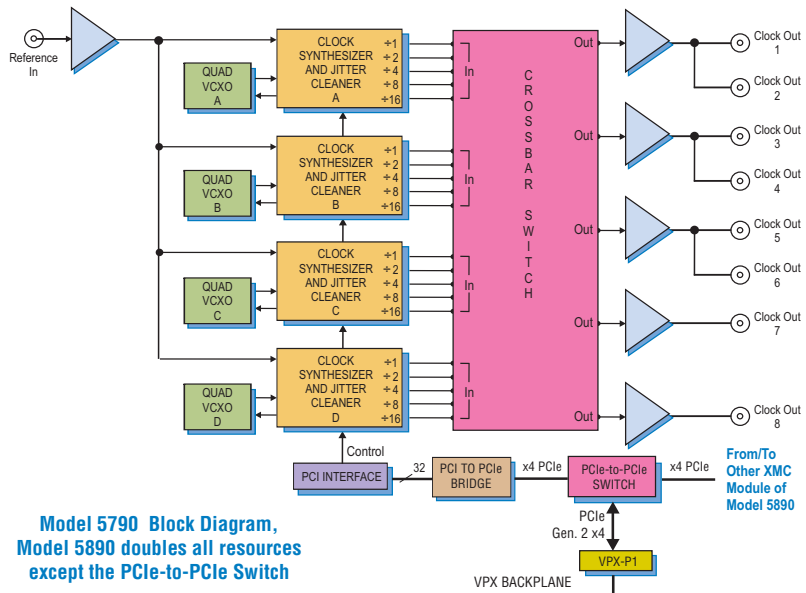 Reference
In
QUAD
VCXO
A
CLOCK
SYNTHESIZER
AND JITTER
CLEANER
A
÷1
÷2
÷4
÷8
÷16
In
QUAD
VCXO
B
CLOCK
SYNTHESIZER
AND JITTER
CLEANER
B
÷1
÷2
÷4
÷8
÷16
In
QUAD
VCXO
C
CLOCK
SYNTHESIZER
AND JITTER
CLEANER
C
÷1
÷2
÷4
÷8
÷16
In
QUAD
VCXO
D
CLOCK
SYNTHESIZER
AND JITTER
CLEANER
D
÷1
÷2
÷4
÷8
÷16
In
CROSSBAR SWITCH
Out
Out
Out
Out
Out
Clock Out
1
Clock Out
2
Clock Out
3
Clock Out
4
Clock Out
5
Clock Out
6
Clock Out
7
Clock Out
8
Control
PCI INTERFACE
32
PCI TO PCIe
BRIDGE
x4 PCIe
PCIe-to-PCIe
SWITCH
x4 PCIe
From/To
Other XMC
Module of
Model 5890
PCIe
Gen. 2 x4
VPX-P1
VPX BACKPLANE
Model 5790 Block Diagram,
Model 5890 doubles all resources
except the PCIe-to-PCIe Switch